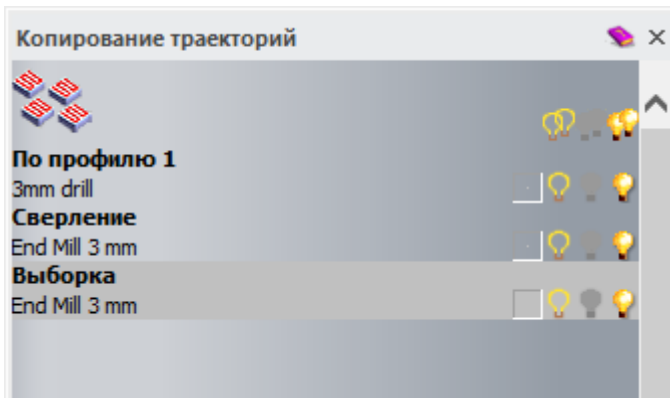 Копирование траекторий
По профилю 1
3mm drill
Сверление
End Mill 3 mm
Выборка
End Mill 3 mm